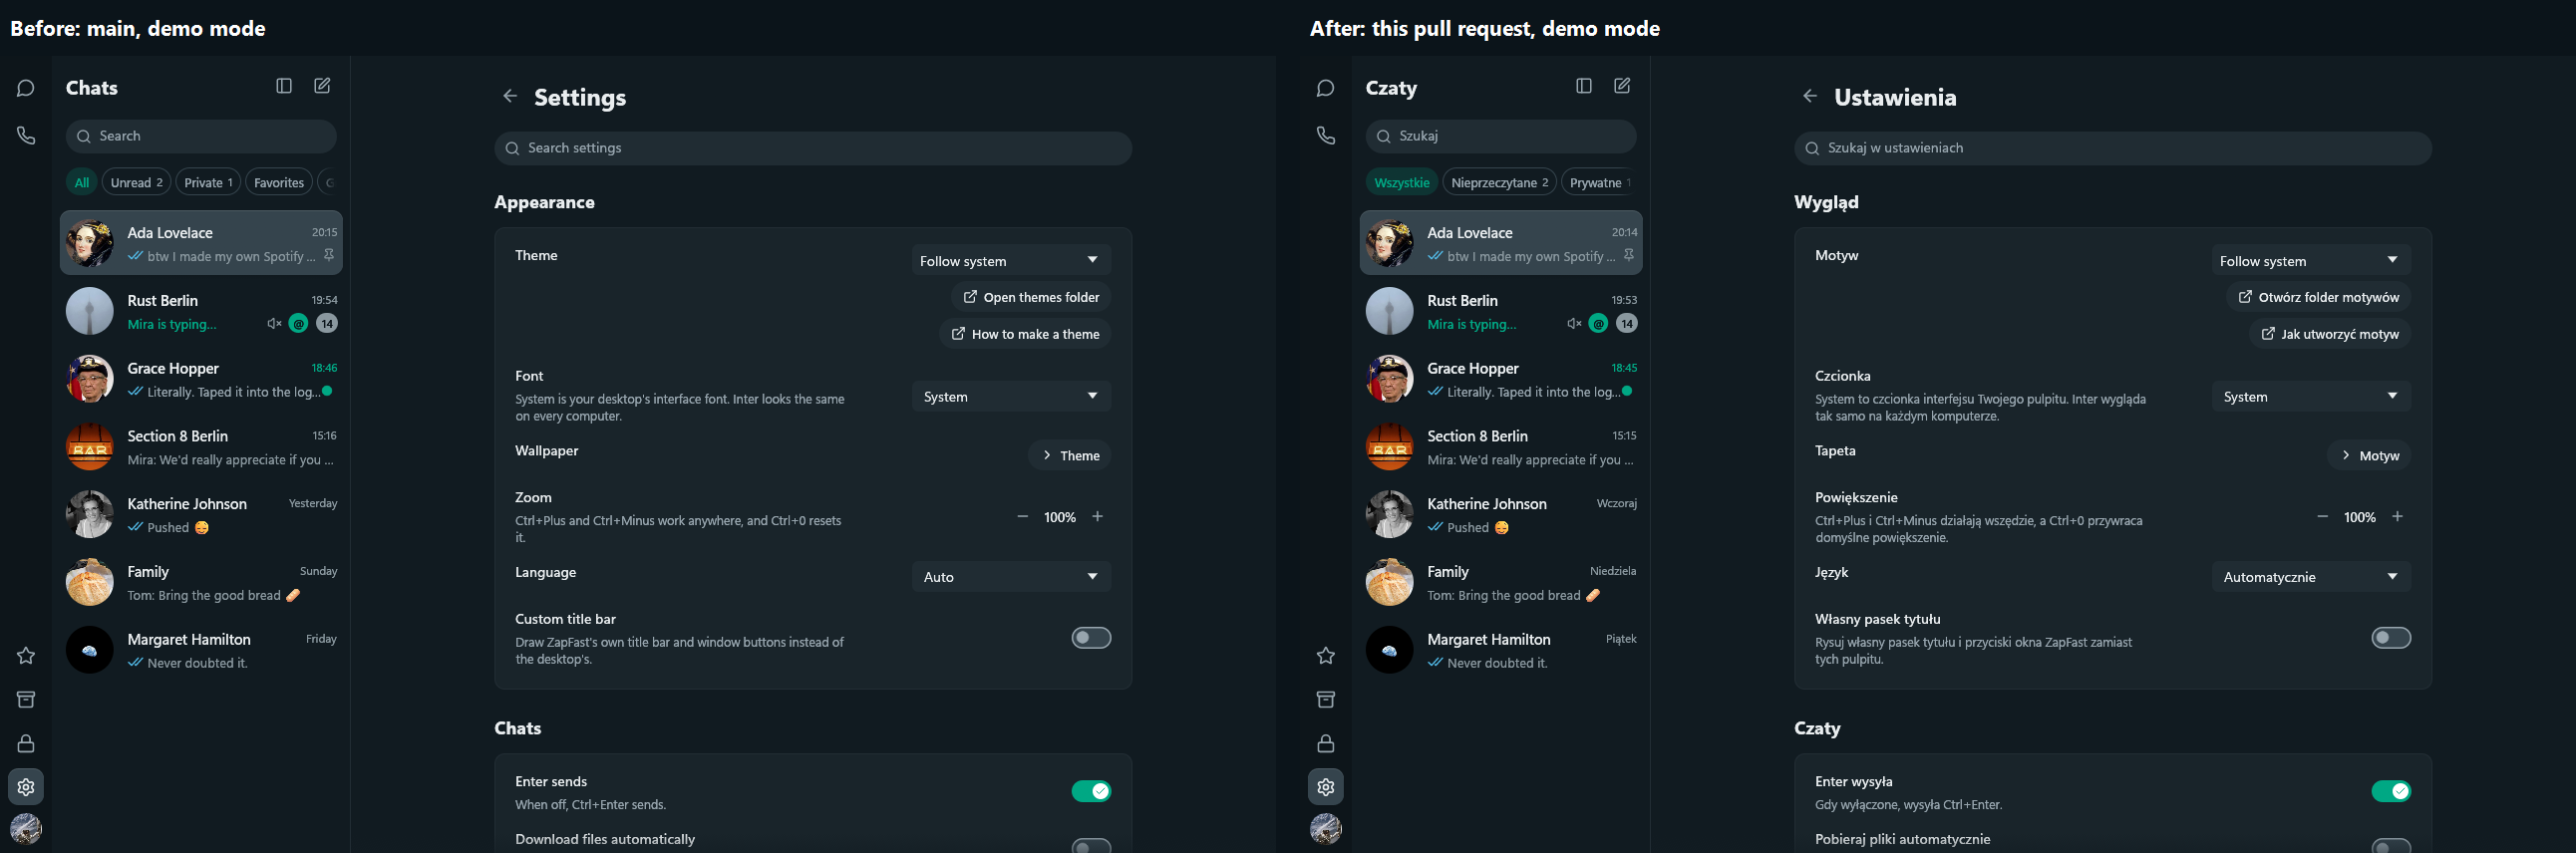 Before: main, demo mode
Chats
Search
All
Unread 2
Private 1
Favorites
G
Ada Lovelace
20:15
btw I made my own Spotify ...
Rust Berlin
19:54
Mira is typing...
@
14
Grace Hopper
18:46
Literally. Taped it into the log...
Section 8 Berlin
15:16
Mira: We'd really appreciate if you ...
BAR
Katherine Johnson
Yesterday
Pushed
Family
Sunday
Tom: Bring the good bread
Margaret Hamilton
Friday
Never doubted it.
Settings
Search settings
Appearance
Theme
Follow system
Open themes folder
How to make a theme
Font
System is your desktop's interface font. Inter looks the same
on every computer.
System
Wallpaper
Theme
Zoom
Ctrl+Plus and Ctrl+Minus work anywhere, and Ctrl+0 resets
it.
100%
Language
Auto
Custom title bar
Draw ZapFast's own title bar and window buttons instead of
the desktop's.
Chats
Enter sends
When off, Ctrl+Enter sends.
Download files automatically
After: this pull request, demo mode
Czaty
Szukaj
Wszystkie
Nieprzeczytane 2
Prywatne 1
Ada Lovelace
20:14
btw I made my own Spotify ...
Rust Berlin
19:53
Mira is typing...
@
14
Grace Hopper
18:45
Literally. Taped it into the log...
Section 8 Berlin
15:15
Mira: We'd really appreciate if you ...
BAR
Katherine Johnson
Wczoraj
Pushed
Family
Niedziela
Tom: Bring the good bread
Margaret Hamilton
Piątek
Never doubted it.
Ustawienia
Szukaj w ustawieniach
Wygląd
Motyw
Follow system
Otwórz folder motywów
Jak utworzyć motyw
Czcionka
System to czcionka interfejsu Twojego pulpitu. Inter wygląda
tak samo na każdym komputerze.
System
Tapeta
Motyw
Powiększenie
Ctrl+Plus i Ctrl+Minus działają wszędzie, a Ctrl+0 przywraca
domyślne powiększenie.
100%
Język
Automatycznie
Własny pasek tytułu
Rysuj własny pasek tytułu i przyciski okna ZapFast zamiast
tych pulpitu.
Czaty
Enter wysyła
Gdy wyłączone, wysyła Ctrl+Enter.
Pobieraj pliki automatycznie